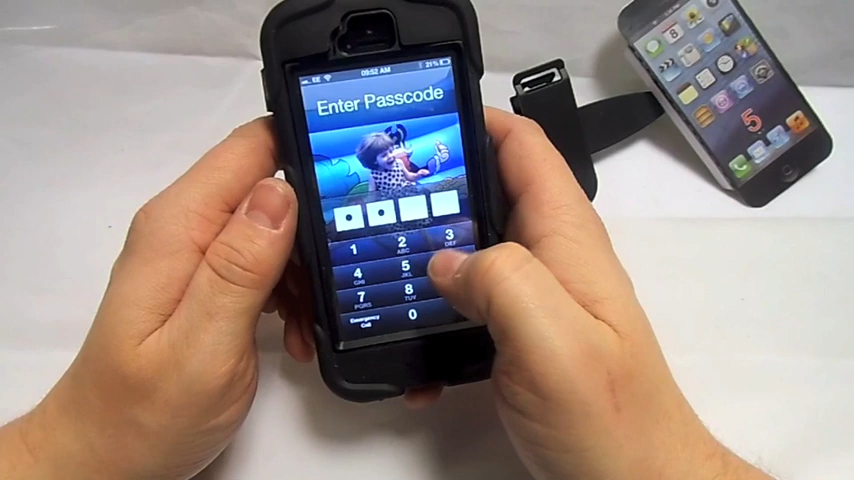 EE 09:52 AM 21%
Enter Passcode
1 2 3
ABC DEF
4 5
GHI JKL
7 8
PQRS TUV
Emergency 0
Call
8
5